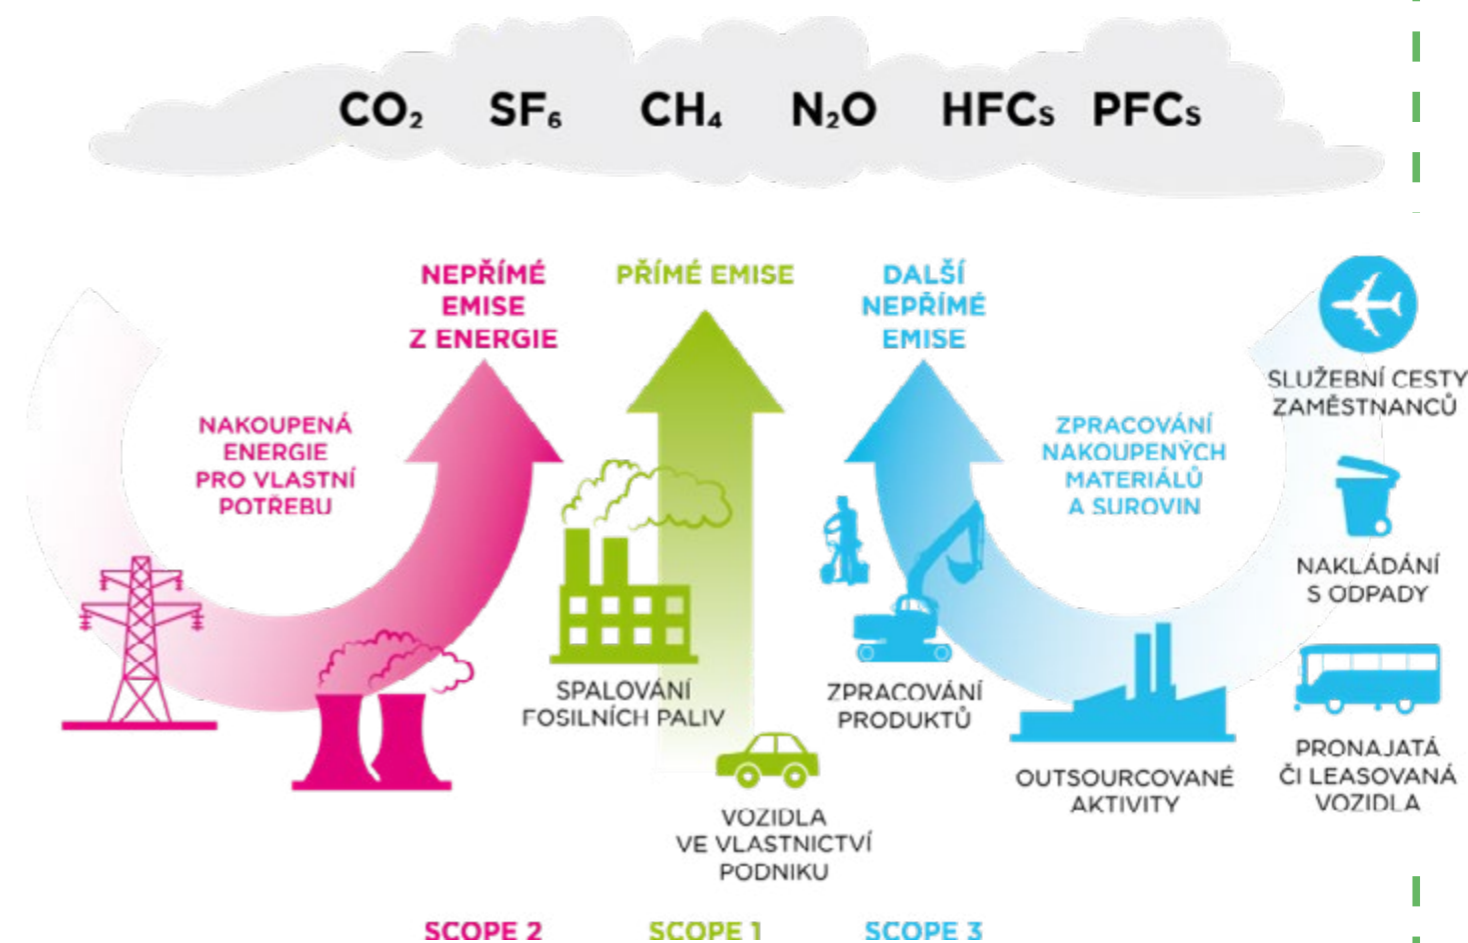 CO₂ SF₆ CH₄ N₂O HFCs PFCs
NEPŘÍMÉ
EMISE
Z ENERGIE
PŘÍMÉ EMISE
DALŠÍ
NEPŘÍMÉ
EMISE
NAKOUPENÁ
ENERGIE
PRO VLASTNÍ
POTŘEBU
ZPRACOVÁNÍ
NAKOUPENÝCH
MATERIÁLŮ
A SUROVIN
SLUŽEBNÍ CESTY
ZAMĚSTNANCŮ
NAKLÁDÁNÍ
S ODPADY
SPALOVÁNÍ
FOSILNÍCH PALIV
ZPRACOVÁNÍ
PRODUKTŮ
OUTSOURCOVANÉ
AKTIVITY
PRONAJATÁ
ČI LEASOVANÁ
VOZIDLA
VOZIDLA
VE VLASTNICTVÍ
PODNIKU
SCOPE 2
SCOPE 1
SCOPE 3